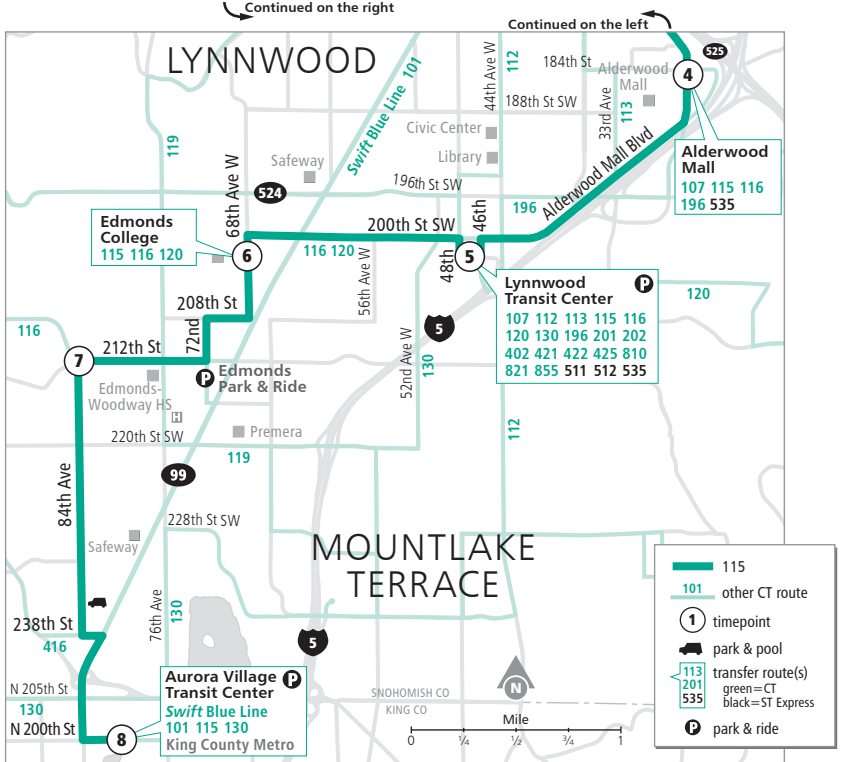 Continued on the right
Continued on the left
LYNNWOOD
Swift Blue Line 101
44th Ave W
112
184th St
Alderwood
Mall
525
4
33rd Ave
113
188th St SW
119
Civic Center
Library
Safeway
196th St SW
524
68th Ave W
Alderwood Mall Blvd
Alderwood
Mall
107 115 116
196 535
196
46th
200th St SW
Edmonds
College
115 116 120
6
116 120
48th
5
56th Ave W
Lynnwood
Transit Center
P
107 112 113 115 116
120 130 196 201 202
402 421 422 425 810
821 855 511 512 535
120
208th St
72nd
116
212th St
7
5
52nd Ave W
130
P
Edmonds
Park & Ride
Edmonds-
Woodway HS
H
220th St SW
Premera
119
112
99
84th Ave
228th St SW
Safeway
MOUNTLAKE
TERRACE
76th Ave
130
238th St
416
5
N 205th St
130
N 200th St
8
Aurora Village
Transit Center
P
Swift Blue Line
101 115 130
King County Metro
SNOHOMISH CO
KING CO
N
Mile
0 ¼ ½ ¾ 1
115
101
other CT route
1
timepoint
park & pool
113
201
535
transfer route(s)
green=CT
black=ST Express
P
park & ride